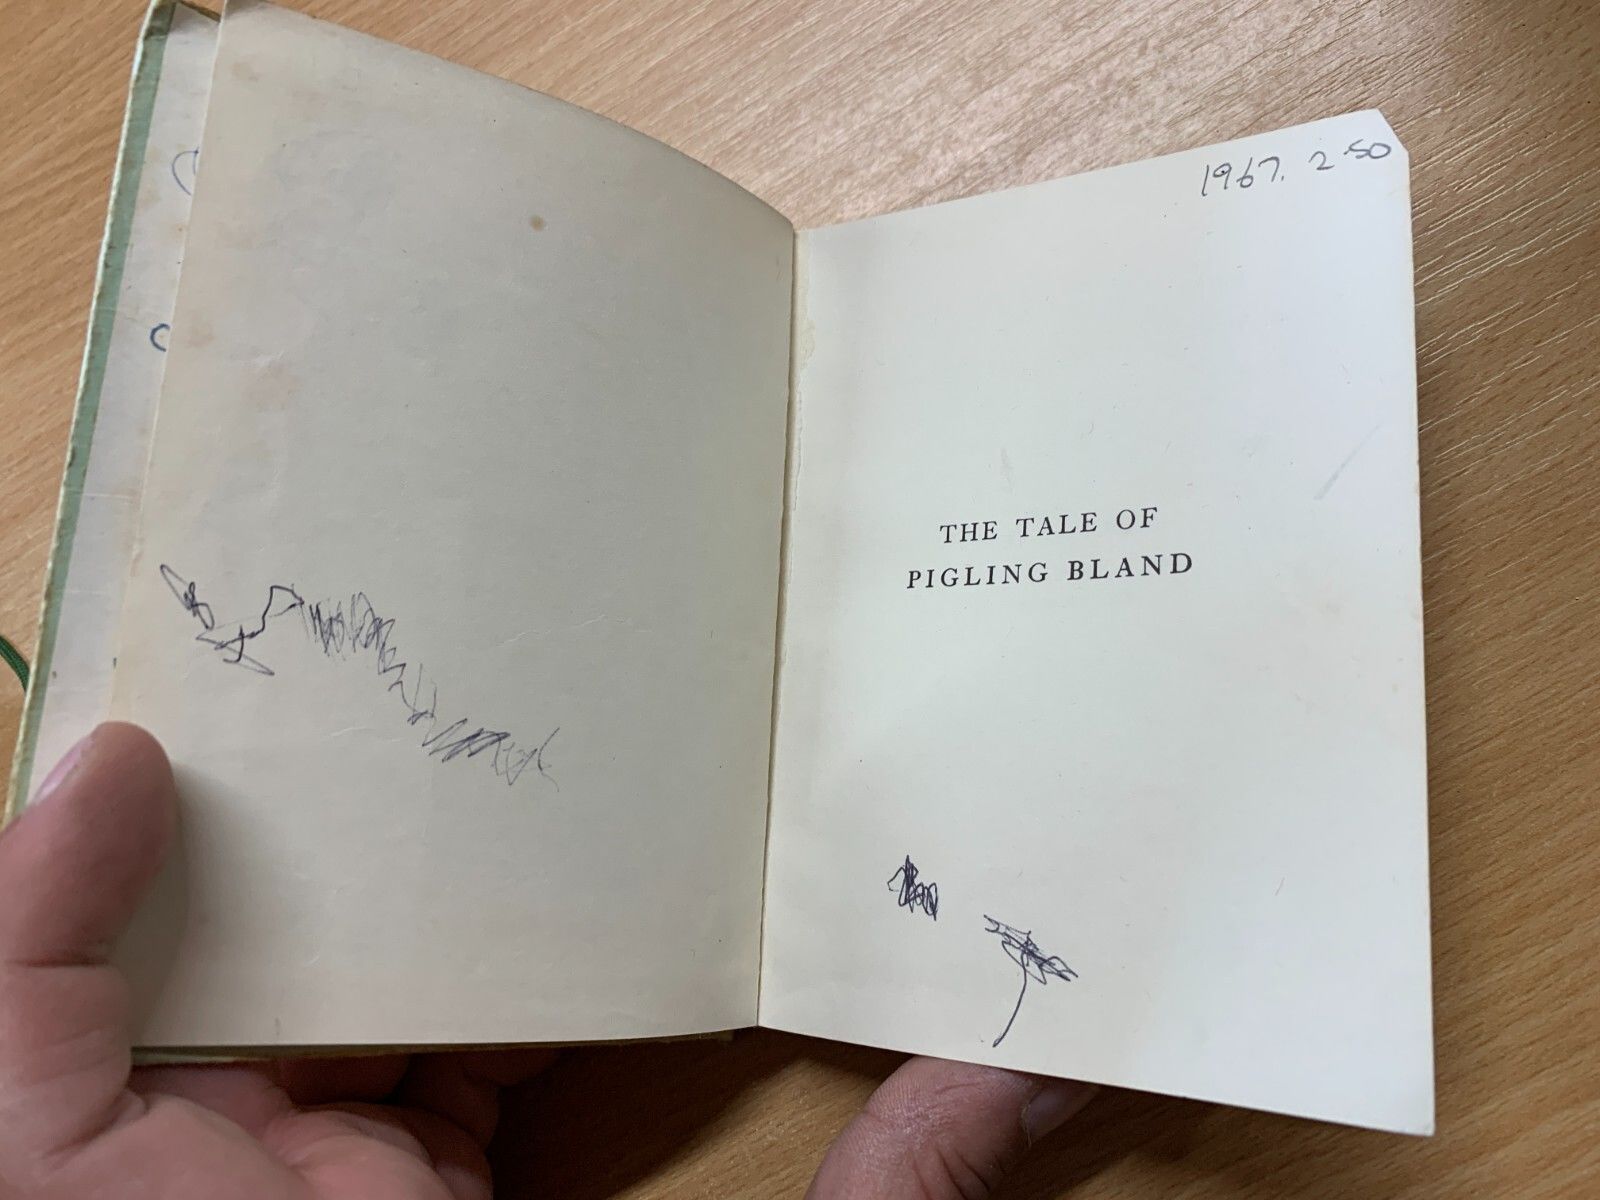 1967. 2.50
THE TALE OF
PIGLING BLAND